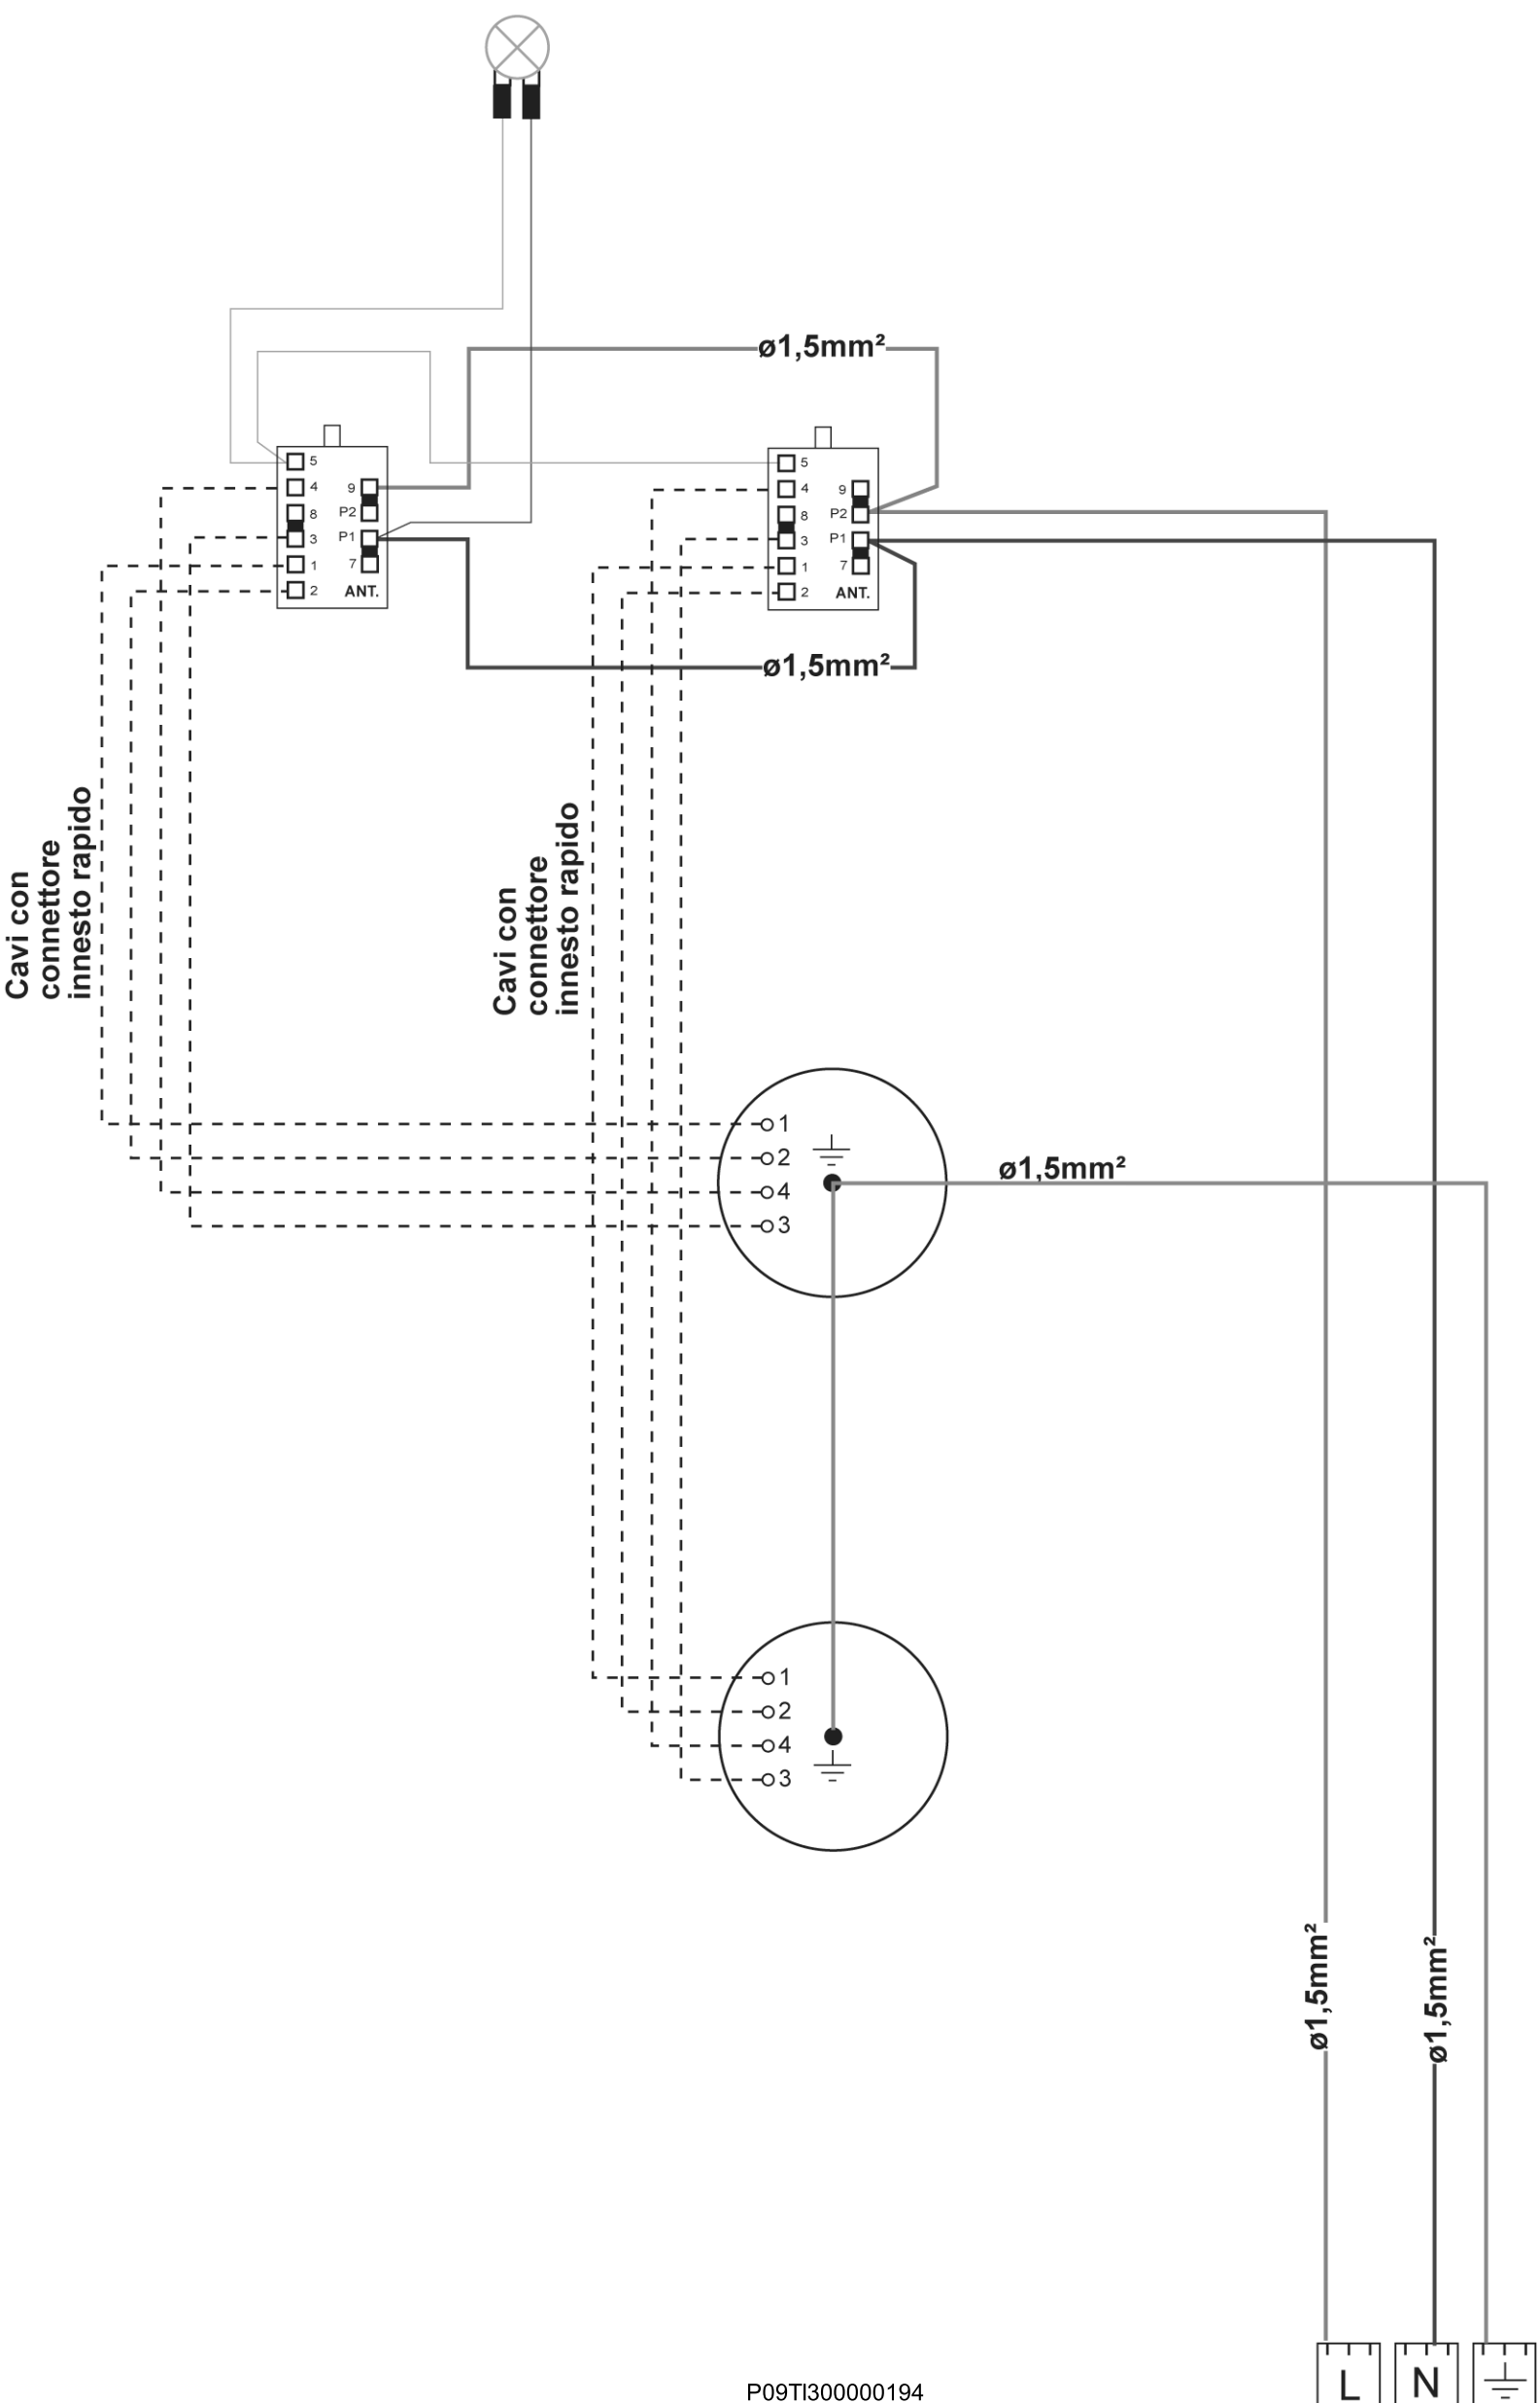 ø1,5mm²
5
4
8
3
1
2
9
P2
P1
7
ANT.
5
4
8
3
1
2
9
P2
P1
7
ANT.
ø1,5mm²
Cavi con
connettore
innesto rapido
Cavi con
connettore
innesto rapido
1
2
4
3
ø1,5mm²
1
2
4
3
ø1,5mm²
ø1,5mm²
L
N
P09TI300000194